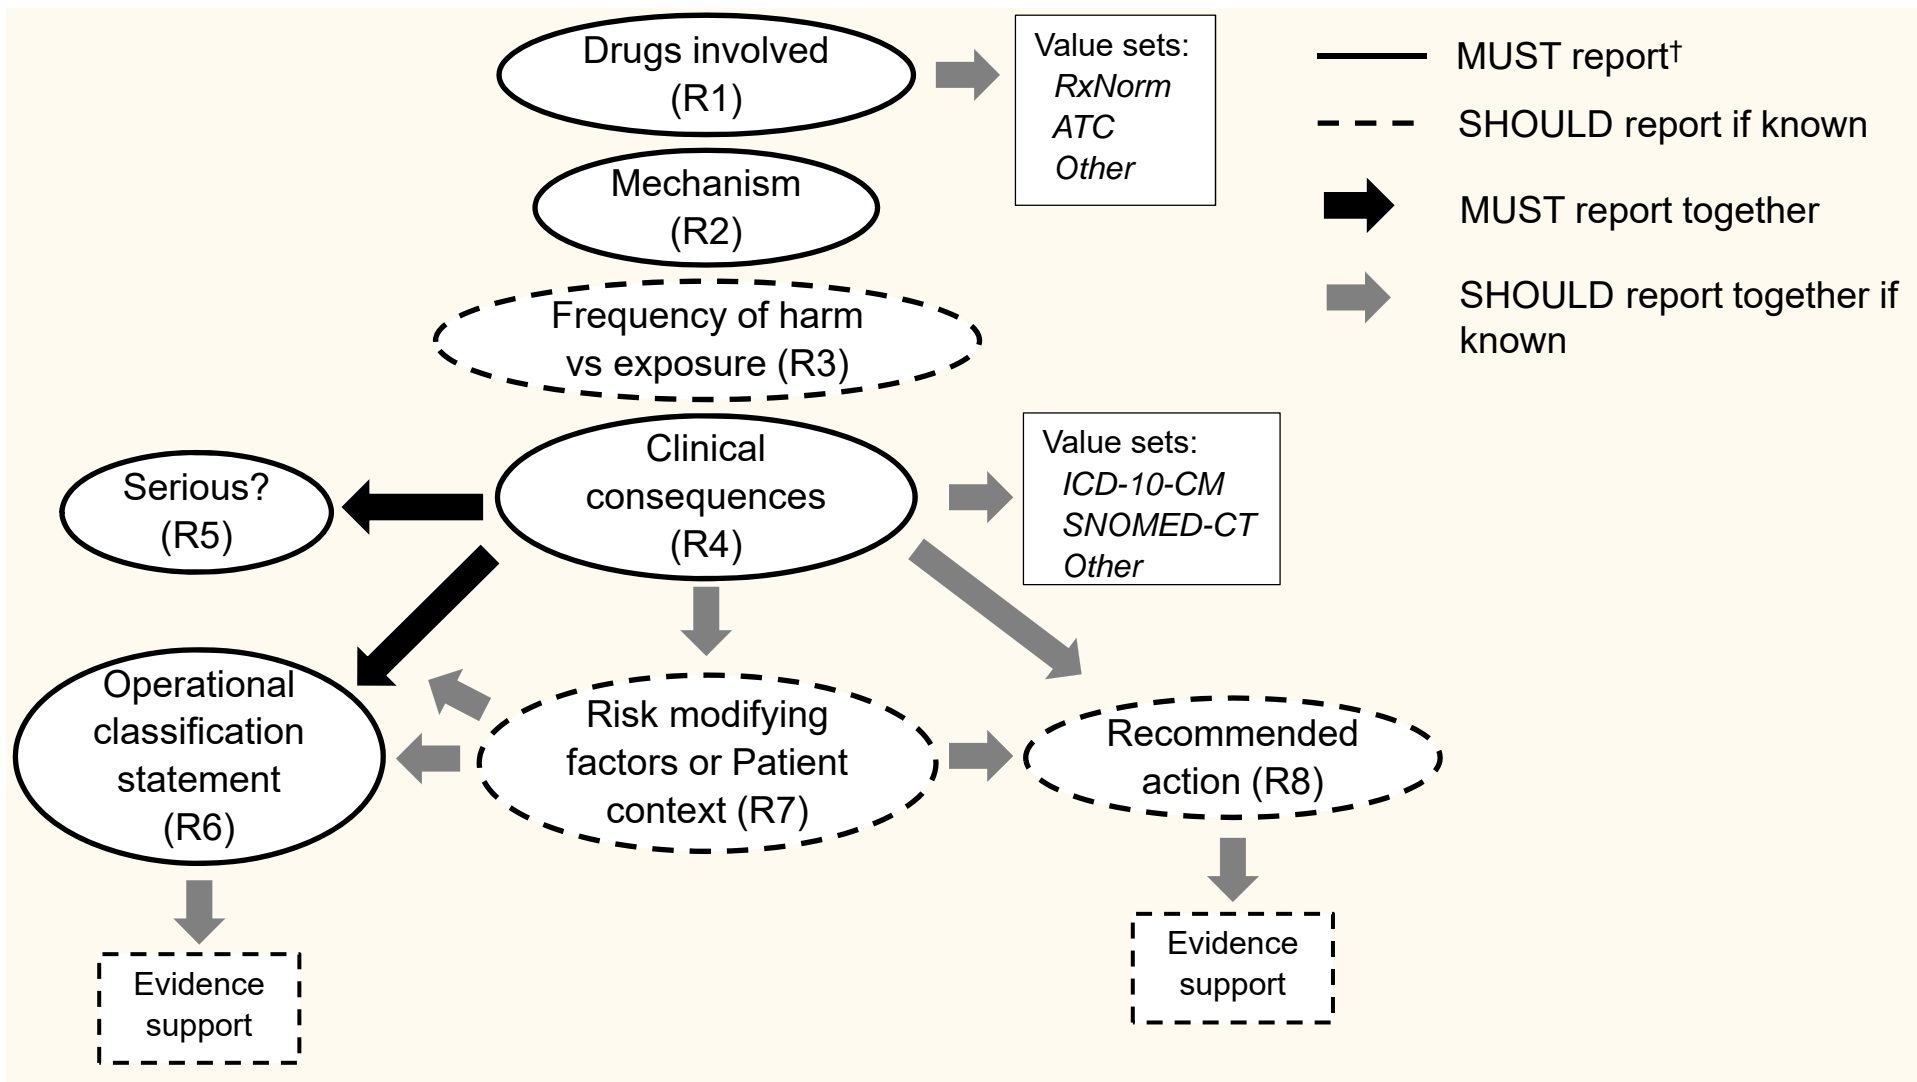 Drugs involved
(R1)
Value sets:
RxNorm
ATC
Other
MUST report†
SHOULD report if known
MUST report together
SHOULD report together if
known
Mechanism
(R2)
Frequency of harm
vs exposure (R3)
Clinical
consequences
(R4)
Value sets:
ICD-10-CM
SNOMED-CT
Other
Serious?
(R5)
Operational
classification
statement
(R6)
Risk modifying
factors or Patient
context (R7)
Recommended
action (R8)
Evidence
support
Evidence
support